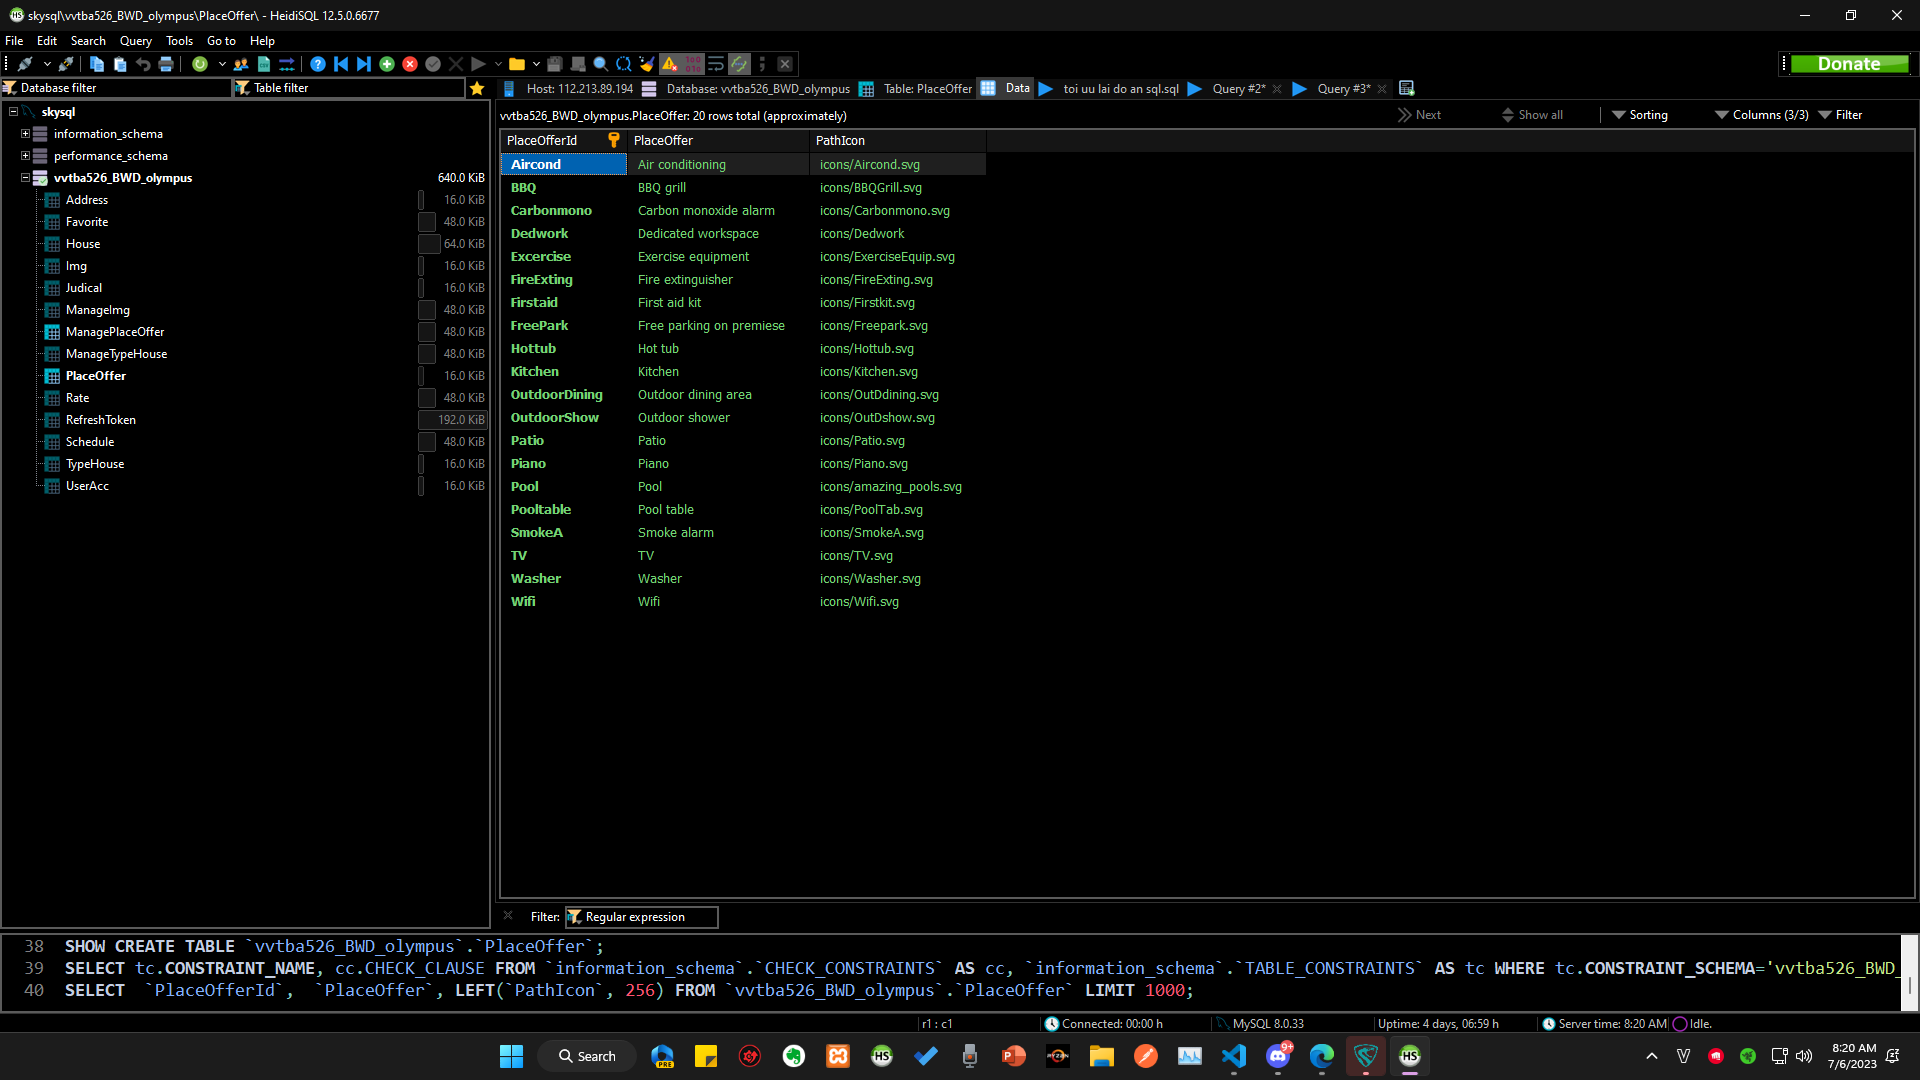 skysql\vvtba526_BWD_olympus\PlaceOffer\ - HeidiSQL 12.5.0.6677
File Edit Search Query Tools Go to Help
Donate
Database filter Table filter
Host: 112.213.89.194 Database: vvtba526_BWD_olympus Table: PlaceOffer Data toi uu lai do an sql.sql Query #2* Query #3*
skysql
information_schema
performance_schema
vvtba526_BWD_olympus 640.0 KiB
Address 16.0 KiB
Favorite 48.0 KiB
House 64.0 KiB
Img 16.0 KiB
Judical 16.0 KiB
ManageImg 48.0 KiB
ManagePlaceOffer 48.0 KiB
ManageTypeHouse 48.0 KiB
PlaceOffer 16.0 KiB
Rate 48.0 KiB
RefreshToken 192.0 KiB
Schedule 48.0 KiB
TypeHouse 16.0 KiB
UserAcc 16.0 KiB
vvtba526_BWD_olympus.PlaceOffer: 20 rows total (approximately) Next Show all Sorting Columns (3/3) Filter
PlaceOfferId PlaceOffer PathIcon
Aircond Air conditioning icons/Aircond.svg
BBQ BBQ grill icons/BBQGrill.svg
Carbonmono Carbon monoxide alarm icons/Carbonmono.svg
Dedwork Dedicated workspace icons/Dedwork
Excercise Exercise equipment icons/ExerciseEquip.svg
FireExting Fire extinguisher icons/FireExting.svg
Firstaid First aid kit icons/Firstkit.svg
FreePark Free parking on premiese icons/Freepark.svg
Hottub Hot tub icons/Hottub.svg
Kitchen Kitchen icons/Kitchen.svg
OutdoorDining Outdoor dining area icons/OutDdining.svg
OutdoorShow Outdoor shower icons/OutDshow.svg
Patio Patio icons/Patio.svg
Piano Piano icons/Piano.svg
Pool Pool icons/amazing_pools.svg
Pooltable Pool table icons/PoolTab.svg
SmokeA Smoke alarm icons/SmokeA.svg
TV TV icons/TV.svg
Washer Washer icons/Washer.svg
Wifi Wifi icons/Wifi.svg
Filter: Regular expression
38 SHOW CREATE TABLE `vvtba526_BWD_olympus`.`PlaceOffer`;
39 SELECT tc.CONSTRAINT_NAME, cc.CHECK_CLAUSE FROM `information_schema`.`CHECK_CONSTRAINTS` AS cc, `information_schema`.`TABLE_CONSTRAINTS` AS tc WHERE tc.CONSTRAINT_SCHEMA='vvtba526_BWD_
40 SELECT `PlaceOfferId`, `PlaceOffer`, LEFT(`PathIcon`, 256) FROM `vvtba526_BWD_olympus`.`PlaceOffer` LIMIT 1000;
r1 : c1 Connected: 00:00 h MySQL 8.0.33 Uptime: 4 days, 06:59 h Server time: 8:20 AM Idle.
Search
PRE
HS
RYZEN
9+
HS
8:20 AM
7/6/2023